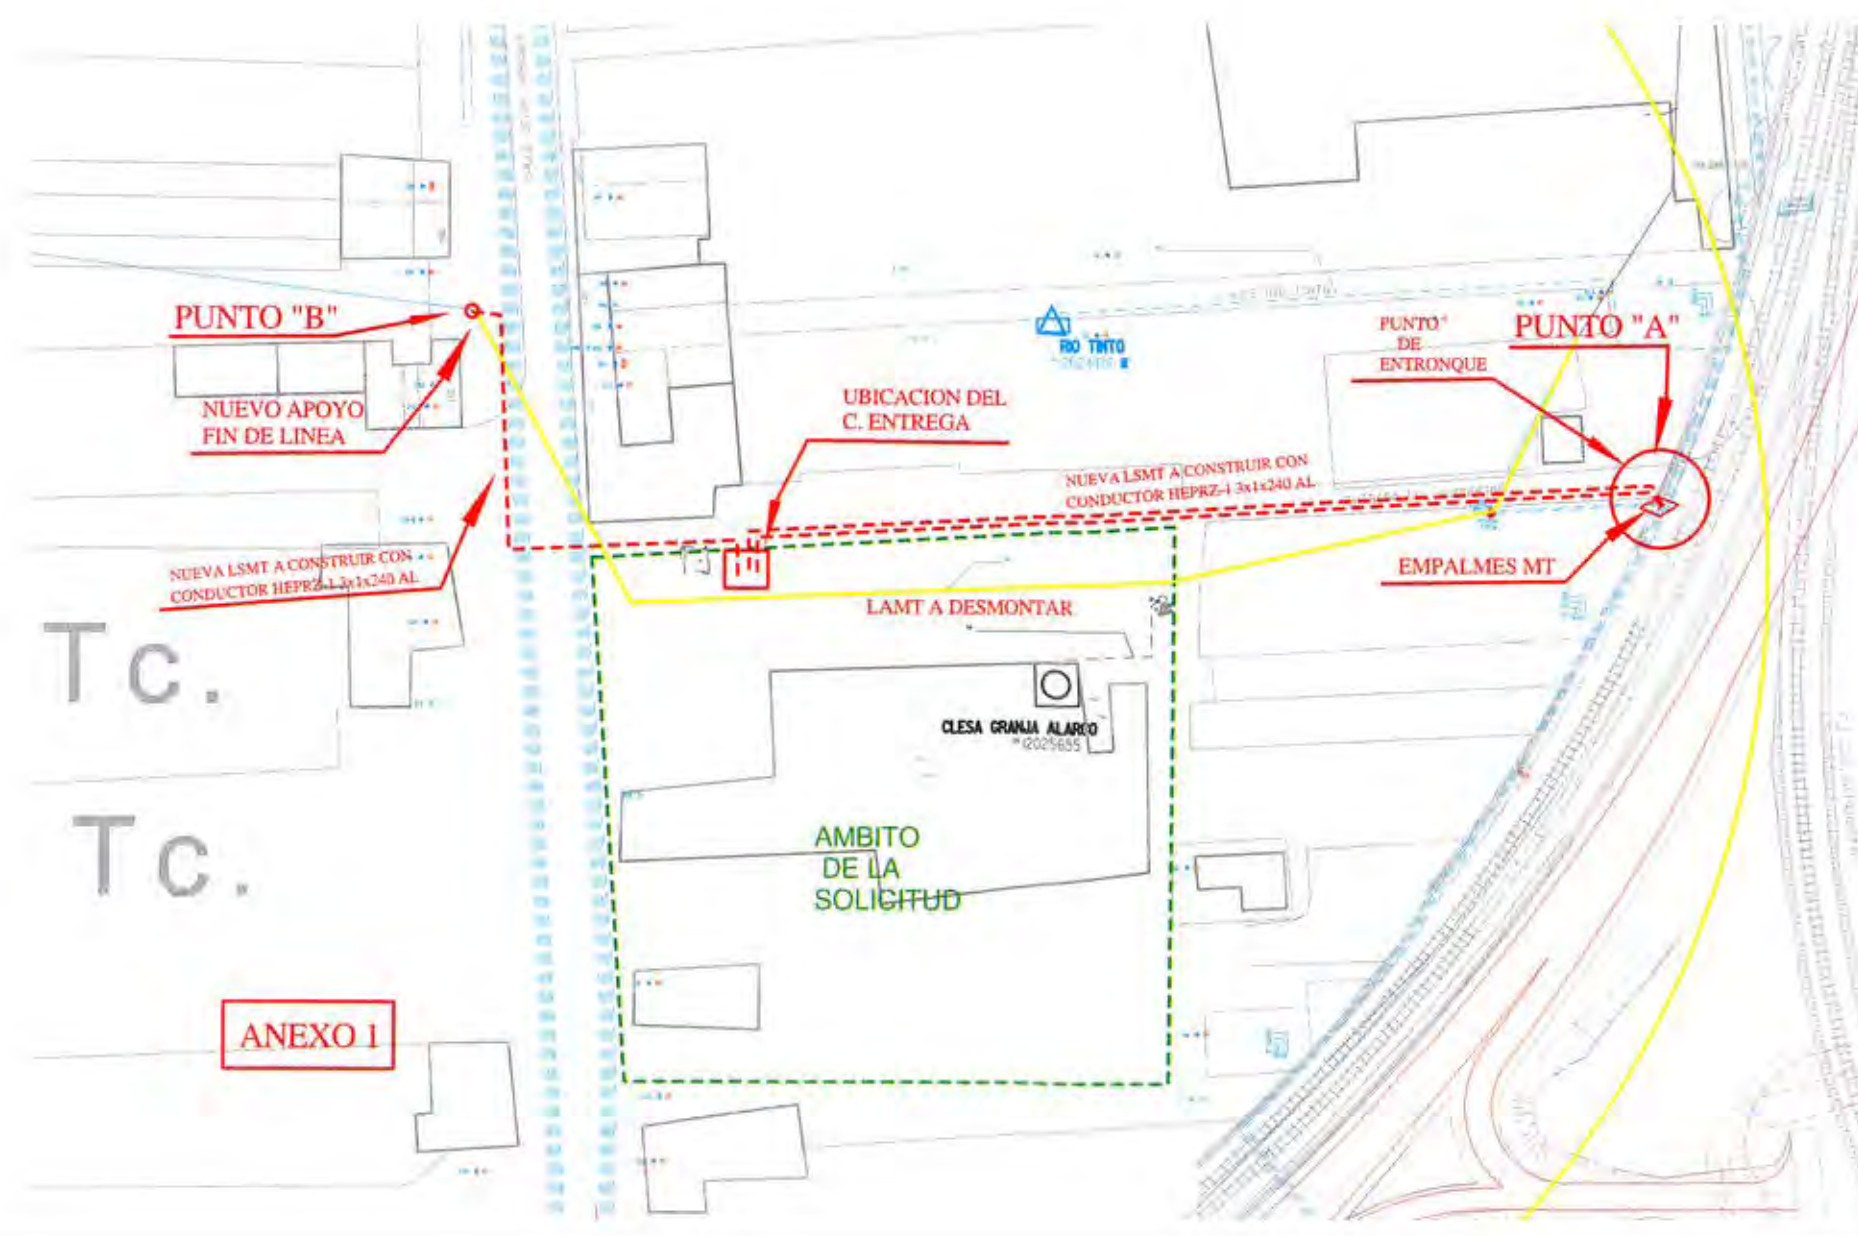 PUNTO "B"
NUEVO APOYO
FIN DE LINEA
RIO TINTO
PUNTO
DE
ENTRONQUE
PUNTO "A"
UBICACION DEL
C. ENTREGA
NUEVA LSMT A CONSTRUIR CON
CONDUCTOR HEPRZ-1 3x1x240 AL
NUEVA LSMT A CONSTRUIR CON
CONDUCTOR HEPRZ-1 3x1x240 AL
EMPALMES MT
LAMT A DESMONTAR
Tc.
CLESA GRANJA ALARCO
12025655
Tc.
AMBITO
DE LA
SOLICITUD
ANEXO 1